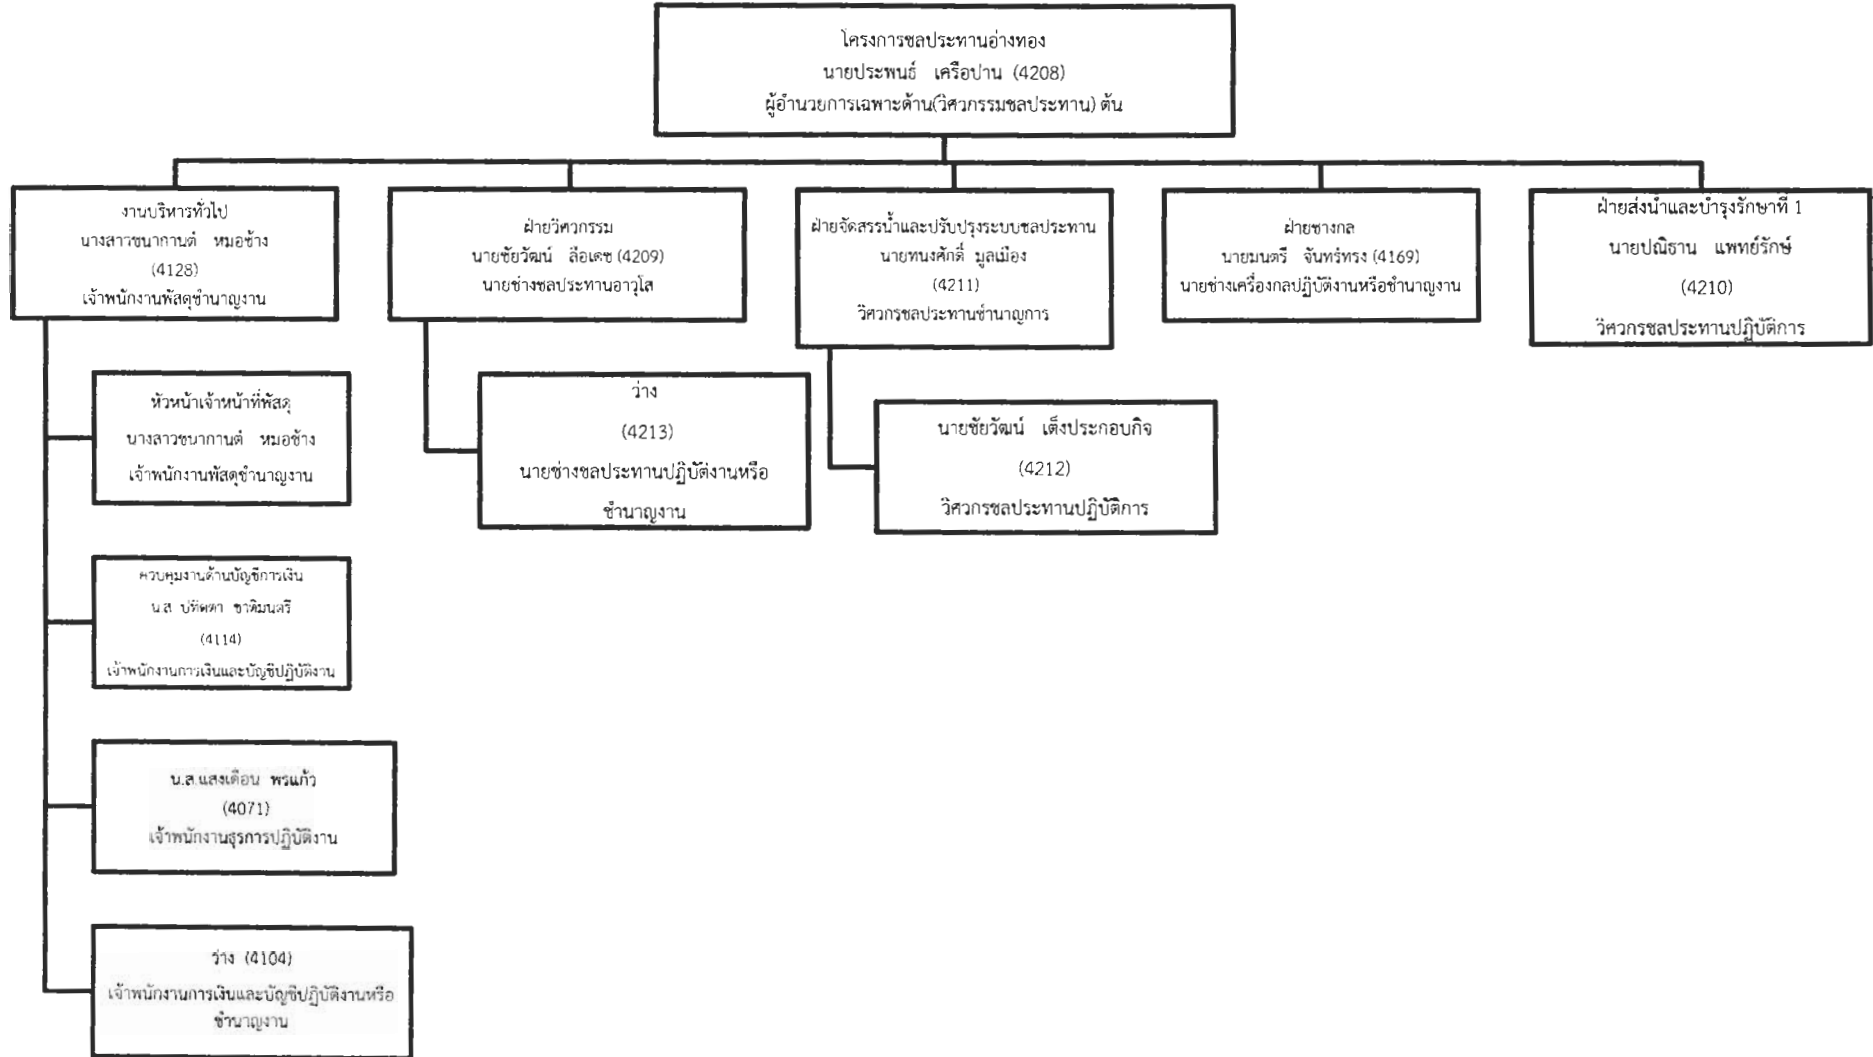 โครงการชลประทานอ่างทอง
นายประพนธ์ เครือปาน (4208)
ผู้อำนวยการเฉพาะด้าน(วิศวกรรมชลประทาน) ต้น
งานบริหารทั่วไป
นางสาวชนากานต์ หมอช้าง
(4128)
เจ้าพนักงานพัสดุชำนาญงาน
ฝ่ายวิศวกรรม
นายชัยวัฒน์ ลือเดช (4209)
นายช่างชลประทานอาวุโส
ฝ่ายจัดสรรน้ำและปรับปรุงระบบชลประทาน
นายทนงศักดิ์ มูลเมือง
(4211)
วิศวกรชลประทานชำนาญการ
ฝ่ายช่างกล
นายมนตรี จันทร์ทรง (4169)
นายช่างเครื่องกลปฏิบัติงานหรือชำนาญงาน
ฝ่ายส่งน้ำและบำรุงรักษาที่ 1
นายปณิธาน แพทย์รักษ์
(4210)
วิศวกรชลประทานปฏิบัติการ
หัวหน้าเจ้าหน้าที่พัสดุ
นางสาวชนากานต์ หมอช้าง
เจ้าพนักงานพัสดุชำนาญงาน
ว่าง
(4213)
นายช่างชลประทานปฏิบัติงานหรือ
ชำนาญงาน
นายชัยวัฒน์ เต็งประกอบกิจ
(4212)
วิศวกรชลประทานปฏิบัติการ
ควบคุมงานด้านบัญชีการเงิน
น.ส ชาติมนตรี
(4114)
เจ้าพนักงานการเงินและบัญชีปฏิบัติงาน
น.ส.แสงเดือน พรแก้ว
(4071)
เจ้าพนักงานธุรการปฏิบัติงาน
ว่าง (4104)
เจ้าพนักงานการเงินและบัญชีปฏิบัติงานหรือ
ชำนาญงาน